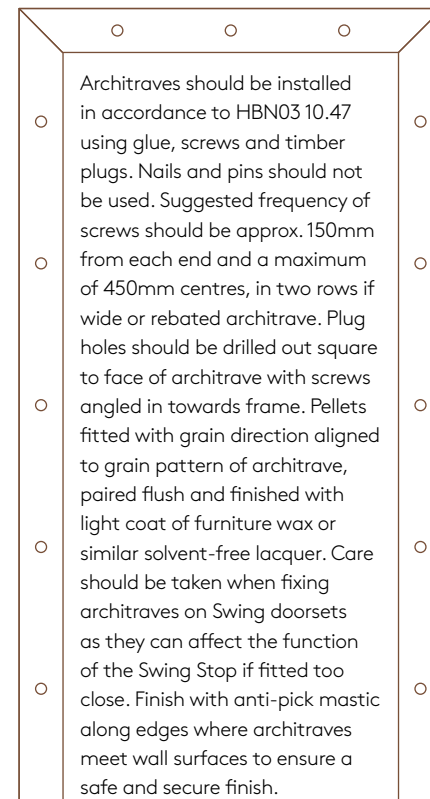 Architraves should be installed
in accordance to HBN03 10.47
using glue, screws and timber
plugs. Nails and pins should not
be used. Suggested frequency of
screws should be approx. 150mm
from each end and a maximum
of 450mm centres, in two rows if
wide or rebated architrave. Plug
holes should be drilled out square
to face of architrave with screws
angled in towards frame. Pellets
fitted with grain direction aligned
to grain pattern of architrave,
paired flush and finished with
light coat of furniture wax or
similar solvent-free lacquer. Care
should be taken when fixing
architraves on Swing doorsets
as they can affect the function
of the Swing Stop if fitted too
close. Finish with anti-pick mastic
along edges where architraves
meet wall surfaces to ensure a
safe and secure finish.